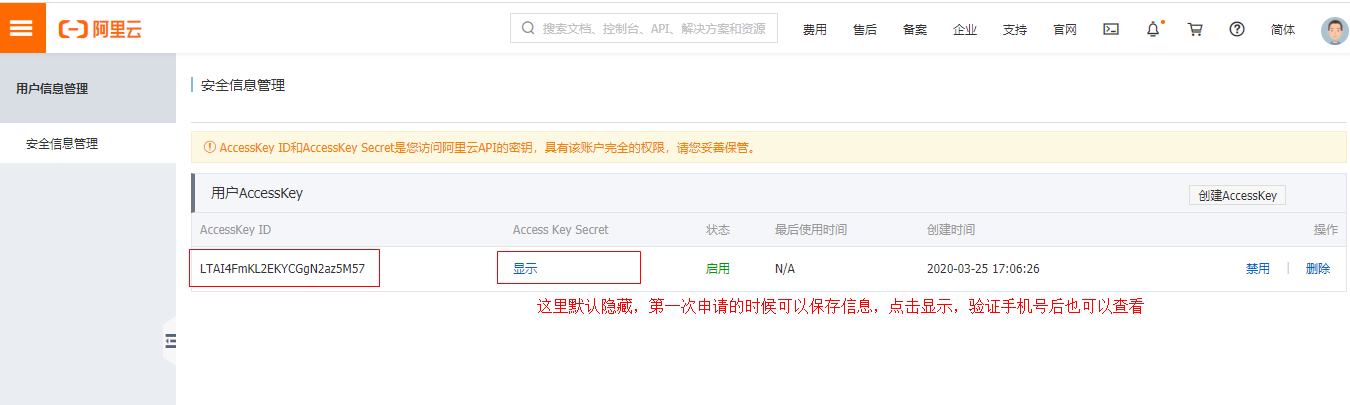 阿里云
搜索文档、控制台、API、解决方案和资源
费用 售后 备案 企业 支持 官网 简体
用户信息管理
安全信息管理
安全信息管理
AccessKey ID和AccessKey Secret是您访问阿里云API的密钥，具有该账户完全的权限，请您妥善保管。
用户AccessKey 创建AccessKey
AccessKey ID Access Key Secret 状态 最后使用时间 创建时间 操作
LTAI4FmKL2EKYCGgN2az5M57 显示 启用 N/A 2020-03-25 17:06:26 禁用 | 删除
这里默认隐藏，第一次申请的时候可以保存信息，点击显示，验证手机号后也可以查看